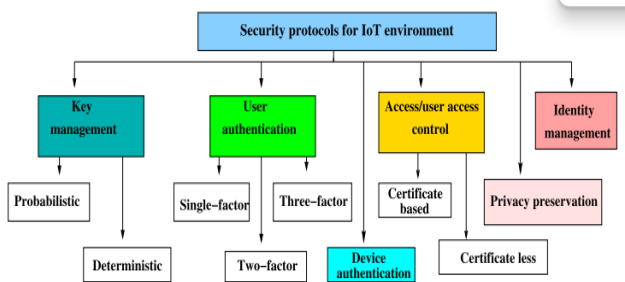 Security protocols for IoT environment
Key
management
User
authentication
Access/user access
control
Identity
management
Probabilistic
Single−factor
Three−factor
Certificate
based
Privacy preservation
Deterministic
Two−factor
Device
authentication
Certificate less